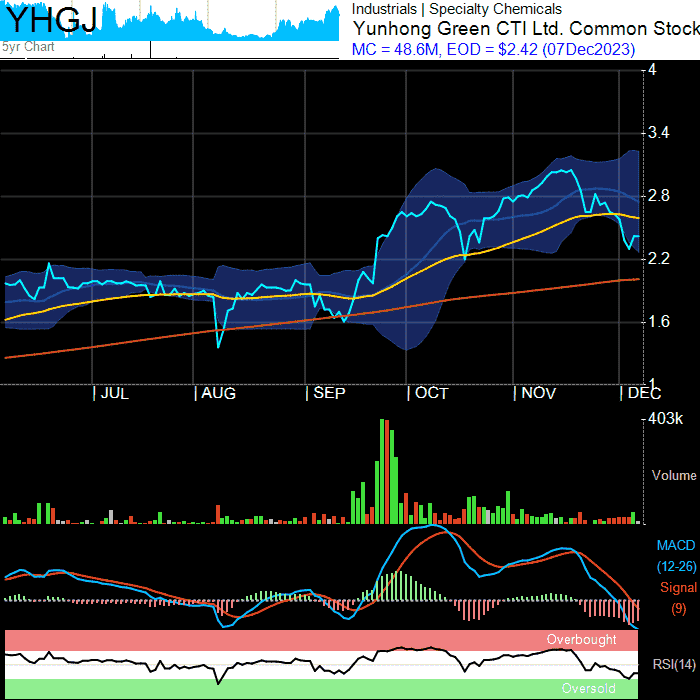 YHGJ
5yr Chart
Industrials | Specialty Chemicals
Yunhong Green CTI Ltd. Common Stock
MC = 48.6M, EOD = $2.42 (07Dec2023)
4
3.4
2.8
2.2
1.6
1
JUL AUG SEP OCT NOV DEC
403k
Volume
MACD
(12-26)
Signal
(9)
Overbought
RSI(14)
Oversold